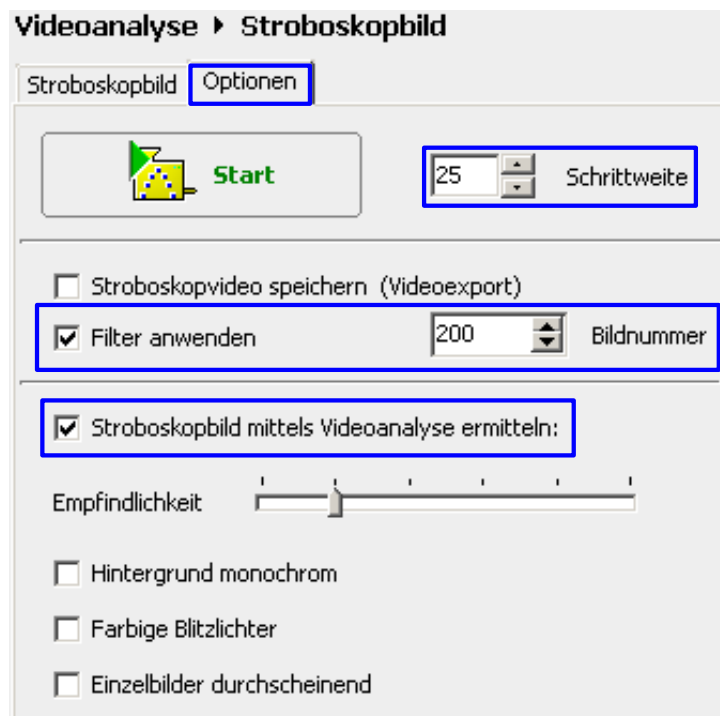 Videoanalyse ▸ Stroboskopbild
Stroboskopbild Optionen
Start 25 Schrittweite
Stroboskopvideo speichern (Videoexport)
Filter anwenden 200 Bildnummer
Stroboskopbild mittels Videoanalyse ermitteln:
Empfindlichkeit
Hintergrund monochrom
Farbige Blitzlichter
Einzelbilder durchscheinend